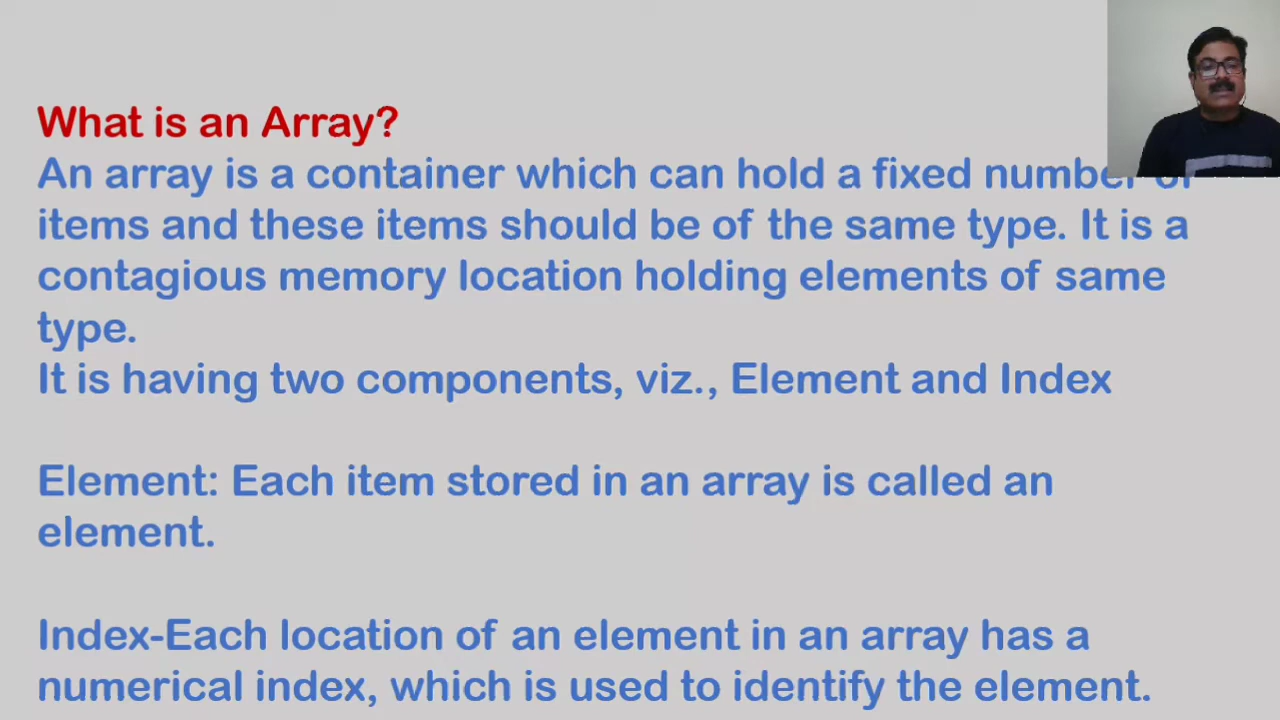 What is an Array?
An array is a container which can hold a fixed number of
items and these items should be of the same type. It is a
contagious memory location holding elements of same
type.
It is having two components, viz., Element and Index
Element: Each item stored in an array is called an
element.
Index-Each location of an element in an array has a
numerical index, which is used to identify the element.